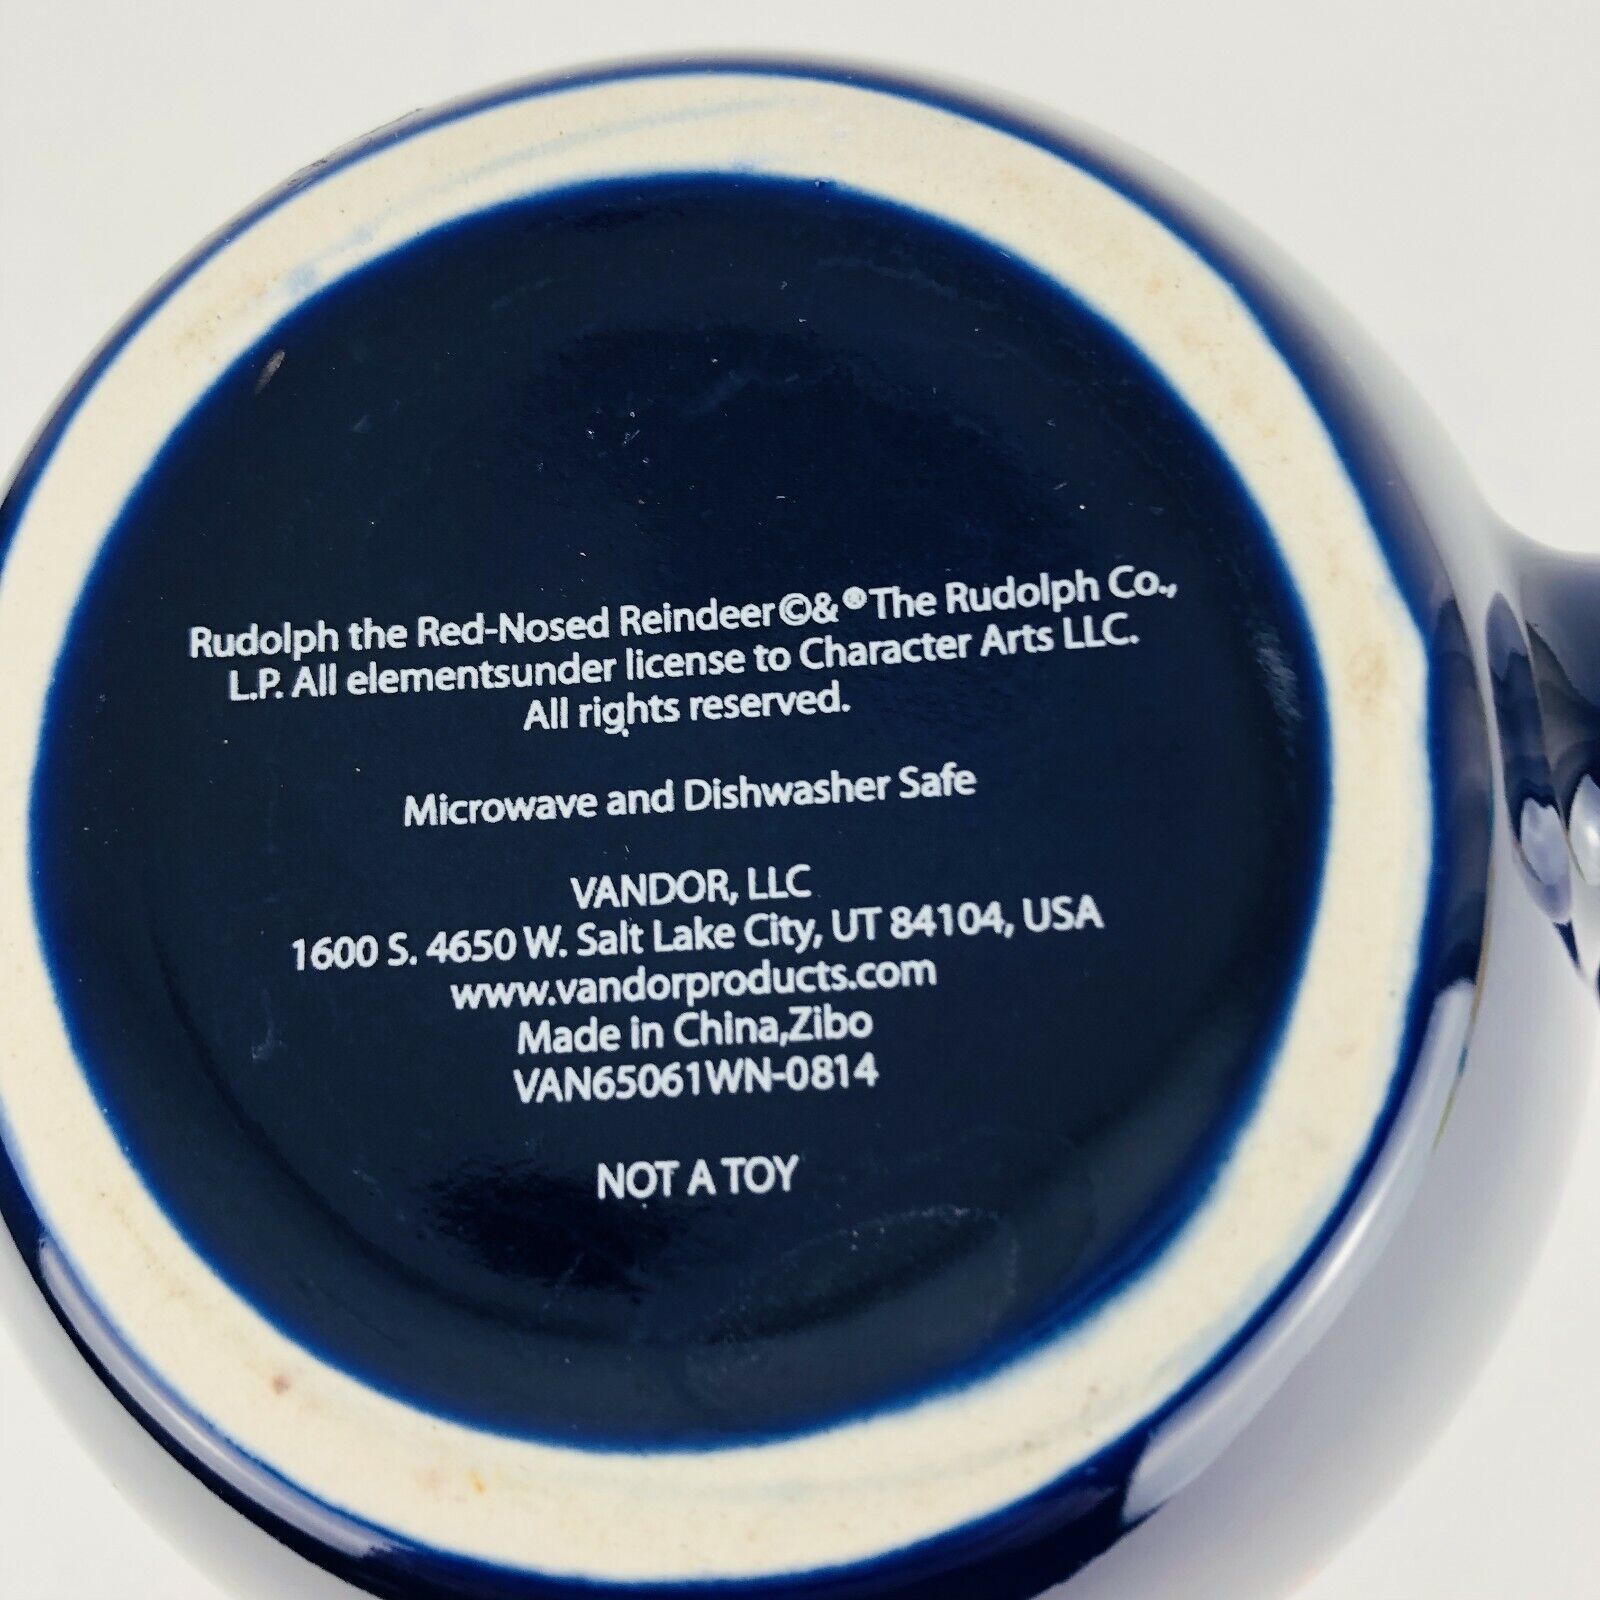 Rudolph the Red-Nosed Reindeer©&®The Rudolph Co.,
L.P. All elementsunder license to Character Arts LLC.
All rights reserved.
Microwave and Dishwasher Safe
VANDOR, LLC
1600 S. 4650 W. Salt Lake City, UT 84104, USA
www.vandorproducts.com
Made in China,Zibo
VAN65061WN-0814
NOT A TOY